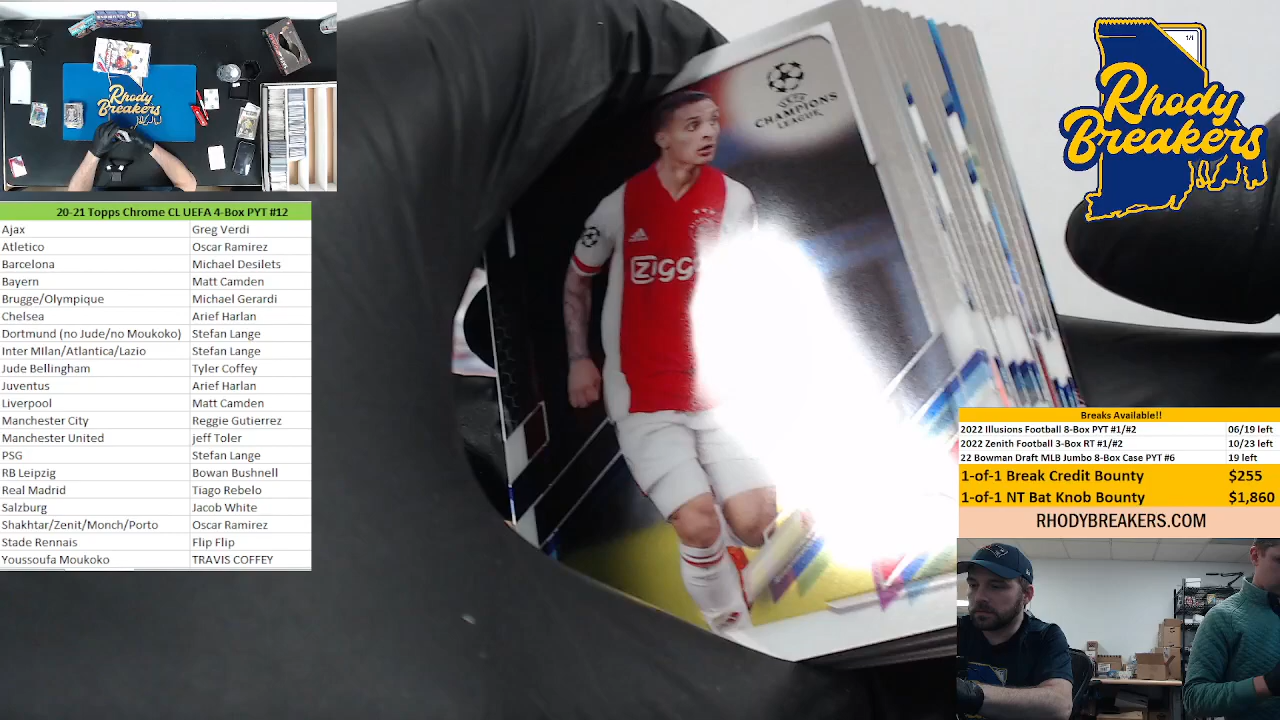 Rhody
Breakers
20-21 Topps Chrome CL UEFA 4-Box PYT #12
Ajax Greg Verdi
Atletico Oscar Ramirez
Barcelona Michael Desilets
Bayern Matt Camden
Brugge/Olympique Michael Gerardi
Chelsea Arief Harlan
Dortmund (no Jude/no Moukoko) Stefan Lange
Inter MIlan/Atlantica/Lazio Stefan Lange
Jude Bellingham Tyler Coffey
Juventus Arief Harlan
Liverpool Matt Camden
Manchester City Reggie Gutierrez
Manchester United jeff Toler
PSG Stefan Lange
RB Leipzig Bowan Bushnell
Real Madrid Tiago Rebelo
Salzburg Jacob White
Shakhtar/Zenit/Monch/Porto Oscar Ramirez
Stade Rennais Flip Flip
Youssoufa Moukoko TRAVIS COFFEY
UEFA
CHAMPIONS
LEAGUE
ZIGG
1/1
Rhody
Breakers
Breaks Available!!
2022 Illusions Football 8-Box PYT #1/#2 06/19 left
2022 Zenith Football 3-Box RT #1/#2 10/23 left
22 Bowman Draft MLB Jumbo 8-Box Case PYT #6 19 left
1-of-1 Break Credit Bounty $255
1-of-1 NT Bat Knob Bounty $1,860
RHODYBREAKERS.COM